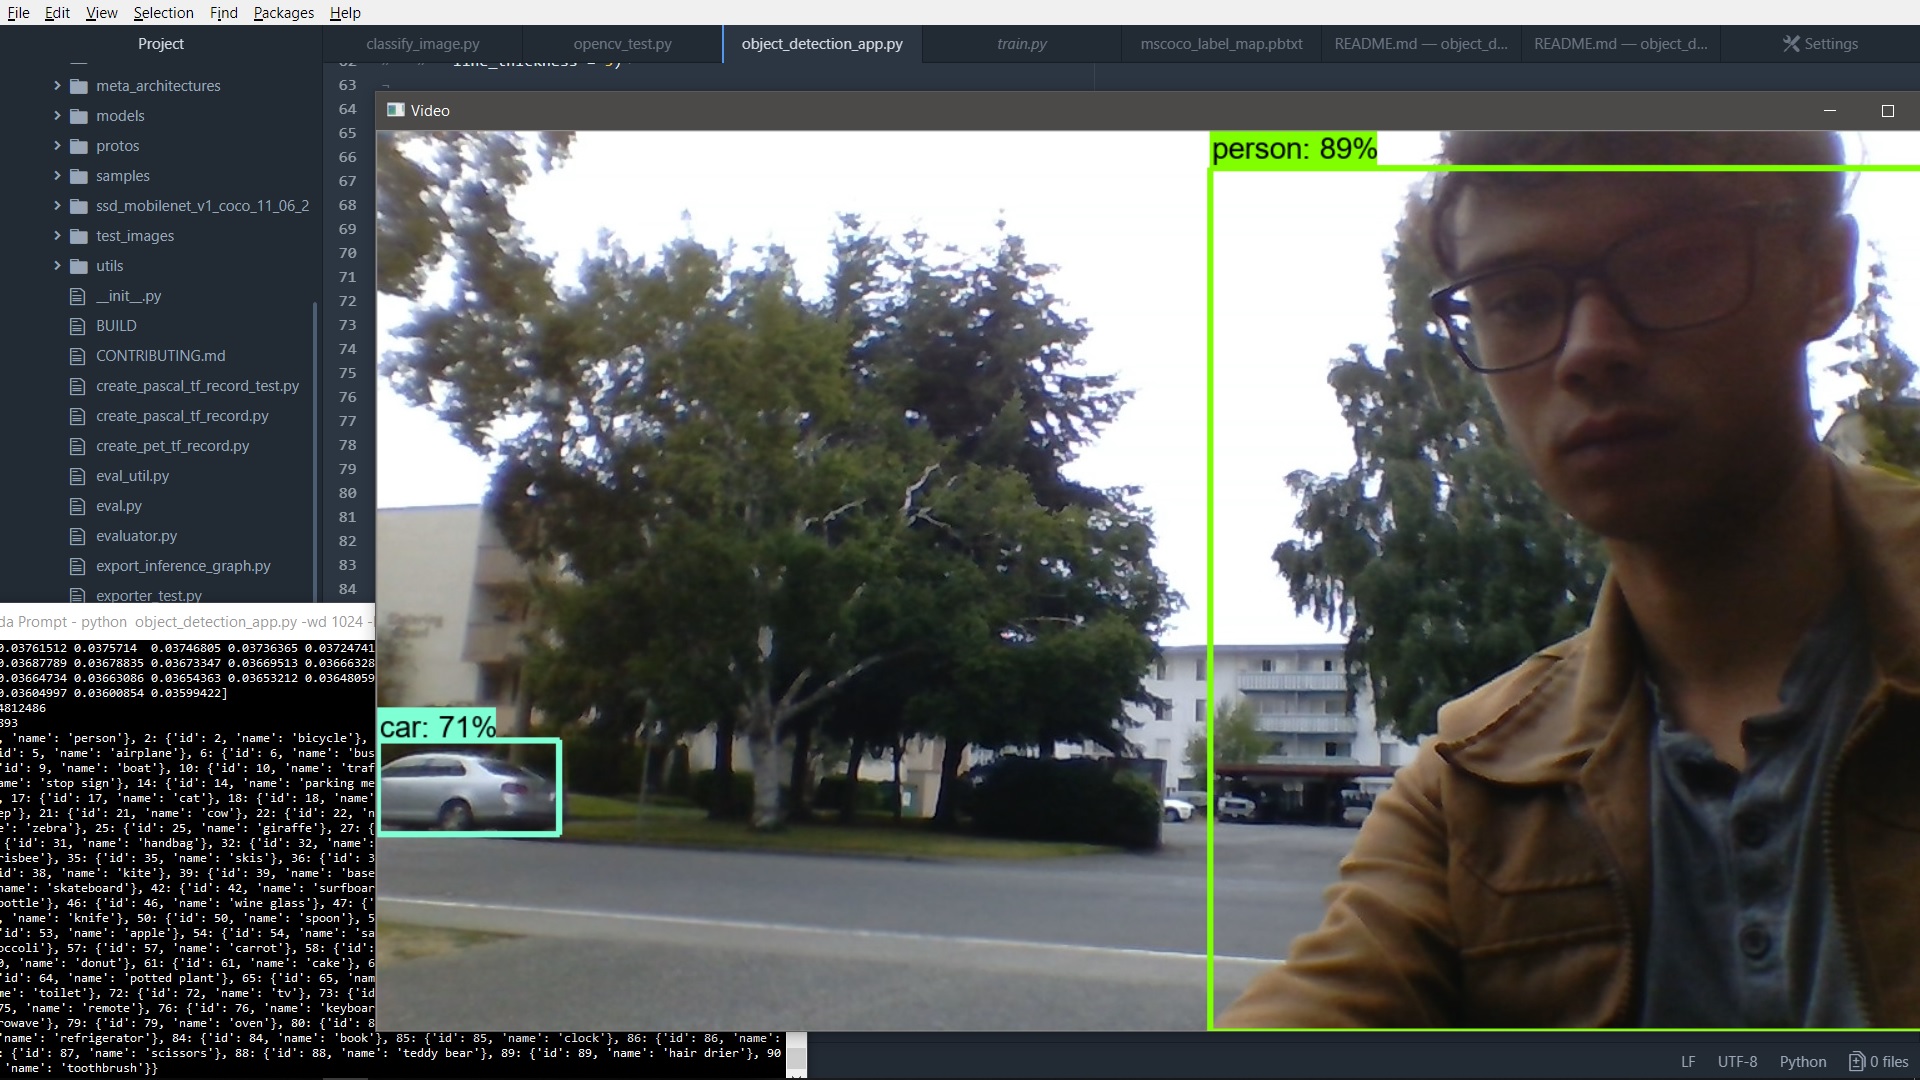 File Edit View Selection Find Packages Help
Project
classify_image.py opencv_test.py object_detection_app.py train.py mscoco_label_map.pbtxt README.md — object_d... README.md — object_d... Settings
meta_architectures
models
protos
samples
ssd_mobilenet_v1_coco_11_06_2
test_images
utils
__init__.py
BUILD
CONTRIBUTING.md
create_pascal_tf_record_test.py
create_pascal_tf_record.py
create_pet_tf_record.py
eval_util.py
eval.py
evaluator.py
export_inference_graph.py
exporter_test.py
62 line_thickness =
63
64
65
66
67
68
69
70
71
72
73
74
75
76
77
78
79
80
81
82
83
84
Video
person: 89%
car: 71%
da Prompt - python object_detection_app.py -wd 1024 -
0.03761512 0.0375714 0.03746805 0.03736365 0.03724741
0.03687789 0.03678835 0.03673347 0.03669513 0.03666328
0.03664734 0.03663086 0.03654363 0.03653212 0.03648059
0.03604997 0.03600854 0.03599422]
4812486
893
, 'name': 'person'}, 2: {'id': 2, 'name': 'bicycle'},
id': 5, 'name': 'airplane'}, 6: {'id': 6, 'name': 'bus
'id': 9, 'name': 'boat'}, 10: {'id': 10, 'name': 'traf
ame': 'stop sign'}, 14: {'id': 14, 'name': 'parking me
, 17: {'id': 17, 'name': 'cat'}, 18: {'id': 18, 'name'
ep'}, 21: {'id': 21, 'name': 'cow'}, 22: {'id': 22, 'n
e': 'zebra'}, 25: {'id': 25, 'name': 'giraffe'}, 27: {
{'id': 31, 'name': 'handbag'}, 32: {'id': 32, 'name':
risbee'}, 35: {'id': 35, 'name': 'skis'}, 36: {'id': 3
'id': 38, 'name': 'kite'}, 39: {'id': 39, 'name': 'base
name': 'skateboard'}, 42: {'id': 42, 'name': 'surfboar
bottle'}, 46: {'id': 46, 'name': 'wine glass'}, 47: {'
, 'name': 'knife'}, 50: {'id': 50, 'name': 'spoon'}, 5
'id': 53, 'name': 'apple'}, 54: {'id': 54, 'name': 'sa
occoli'}, 57: {'id': 57, 'name': 'carrot'}, 58: {'id':
0, 'name': 'donut'}, 61: {'id': 61, 'name': 'cake'}, 6
'id': 64, 'name': 'potted plant'}, 65: {'id': 65, 'nam
me': 'toilet'}, 72: {'id': 72, 'name': 'tv'}, 73: {'id
75, 'name': 'remote'}, 76: {'id': 76, 'name': 'keyboar
rowave'}, 79: {'id': 79, 'name': 'oven'}, 80: {'id': 8
'name': 'refrigerator'}, 84: {'id': 84, 'name': 'book'}, 85: {'id': 85, 'name': 'clock'}, 86: {'id': 86, 'name':
: {'id': 87, 'name': 'scissors'}, 88: {'id': 88, 'name': 'teddy bear'}, 89: {'id': 89, 'name': 'hair drier'}, 90
'name': 'toothbrush'}}
LF UTF-8 Python 0 files